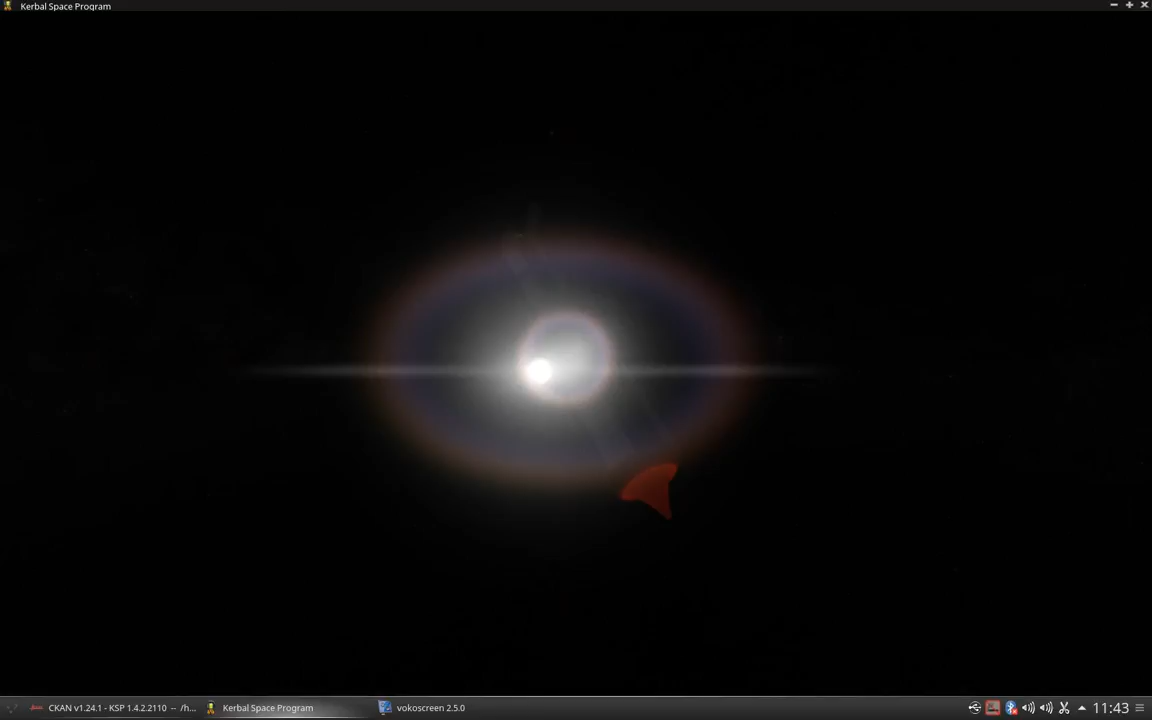 Kerbal Space Program
CKAN v1.24.1 - KSP 1.4.2.2110 -- /h...
Kerbal Space Program
vokoscreen 2.5.0
11:43